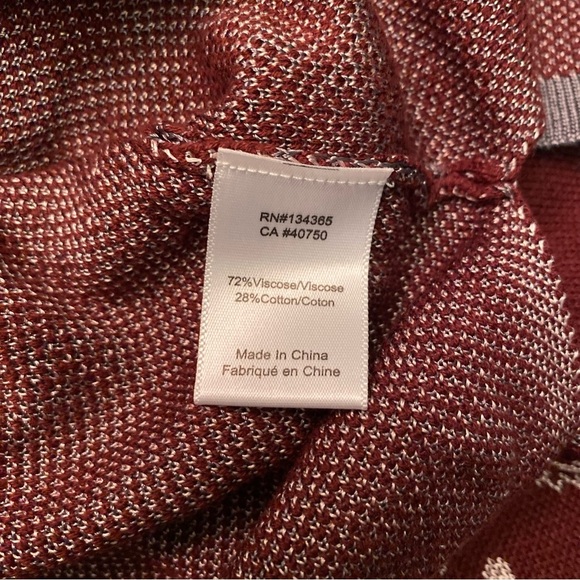 RN#134365
CA #40750
72%Viscose/Viscose
28%Cotton/Coton
Made In China
Fabriqué en Chine